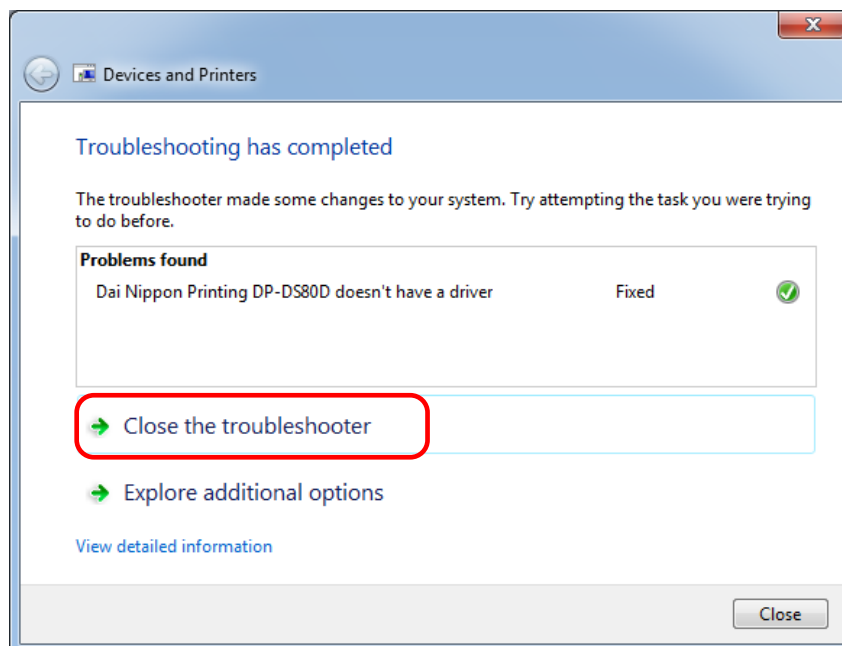 Devices and Printers
Troubleshooting has completed
The troubleshooter made some changes to your system. Try attempting the task you were trying
to do before.
Problems found
Dai Nippon Printing DP-DS80D doesn't have a driver Fixed
Close the troubleshooter
Explore additional options
View detailed information
Close